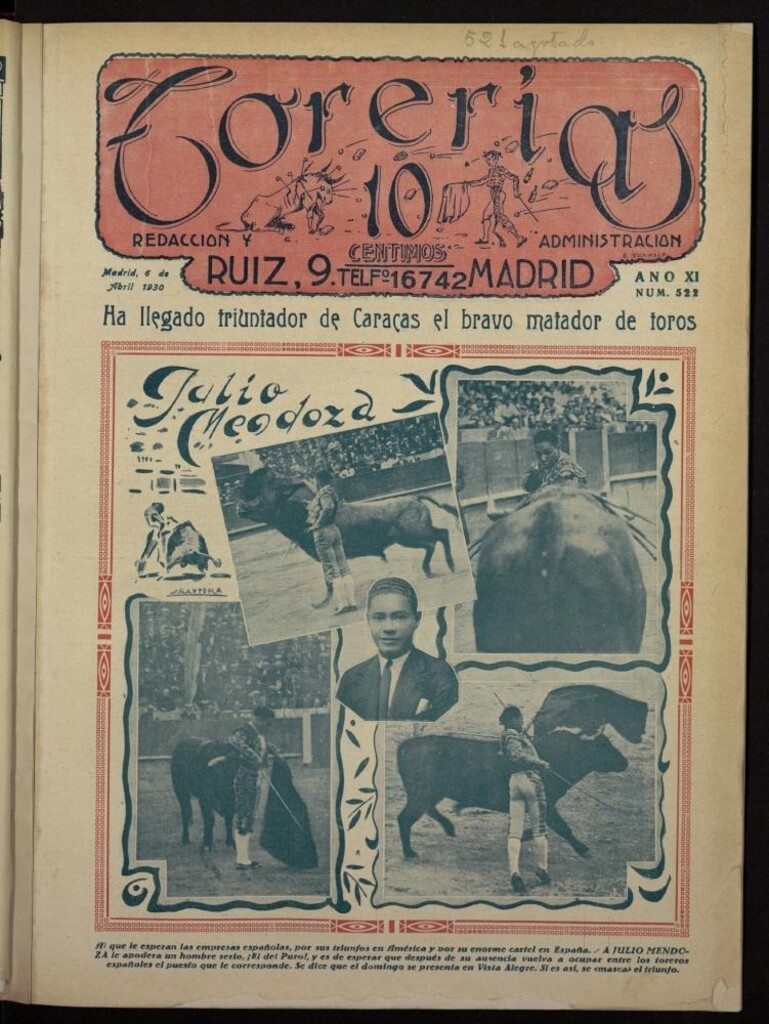 521 agotado
Torerias
10
CENTIMOS
REDACCION Y ADMINISTRACION
RUIZ, 9. TELFº 16742 MADRID
Madrid, 6 de
Abril 1930
AÑO XI
NUM. 522
Ha llegado triuntador de Caracas el bravo matador de toros
Julio
Mendoza
Al que le esperan las empresas españolas, por sus triunfos en América y por su enorme cartel en España. - A JULIO MENDO-
ZA le apodera un hombre serio, ¡El del Puro!, y es de esperar que después de su ausencia vuelva a ocupar entre los toreros
españoles el puesto que le corresponde. Se dice que el domingo se presenta en Vista Alegre. Si es así, se masca el triunfo.